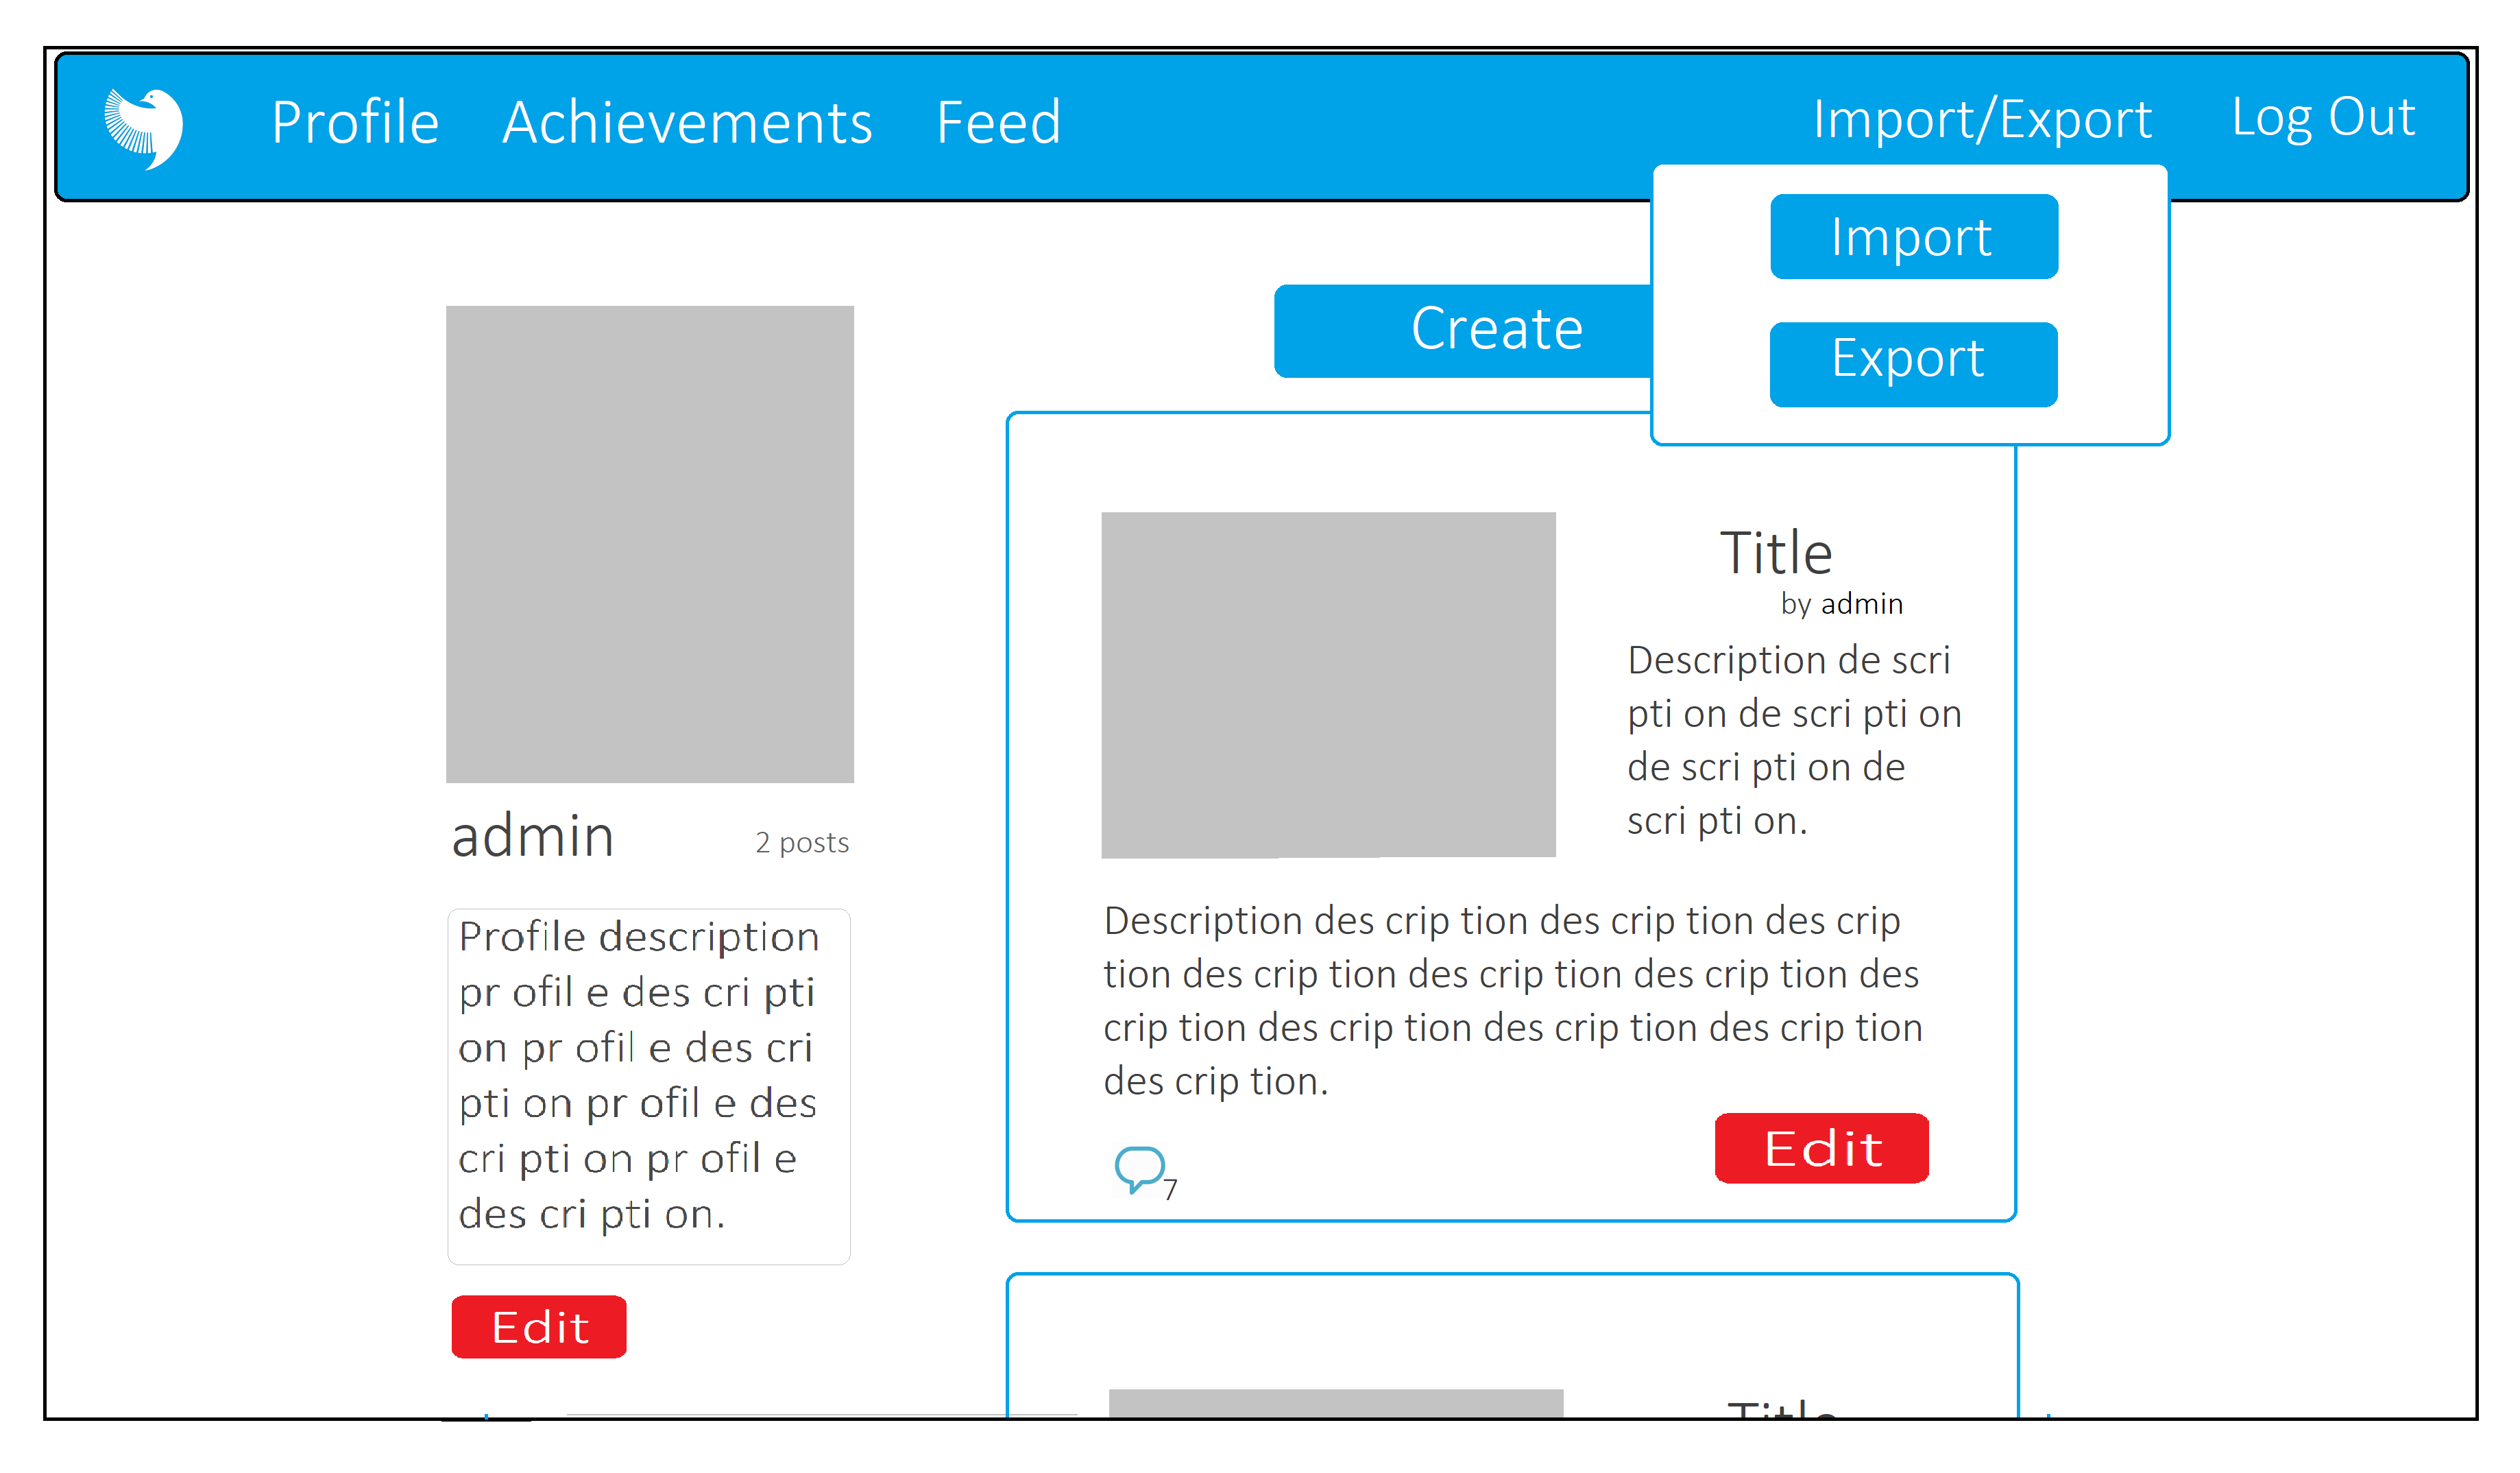 Profile Achievements Feed Import/Export Log Out
Import
Export
Create
admin 2 posts
Profile description
pr ofil e des cri pti
on pr ofil e des cri
pti on pr ofil e des
cri pti on pr ofil e
des cri pti on.
Edit
Title
by admin
Description de scri
pti on de scri pti on
de scri pti on de
scri pti on.
Description des crip tion des crip tion des crip
tion des crip tion des crip tion des crip tion des
crip tion des crip tion des crip tion des crip tion
des crip tion.
7
Edit
Title